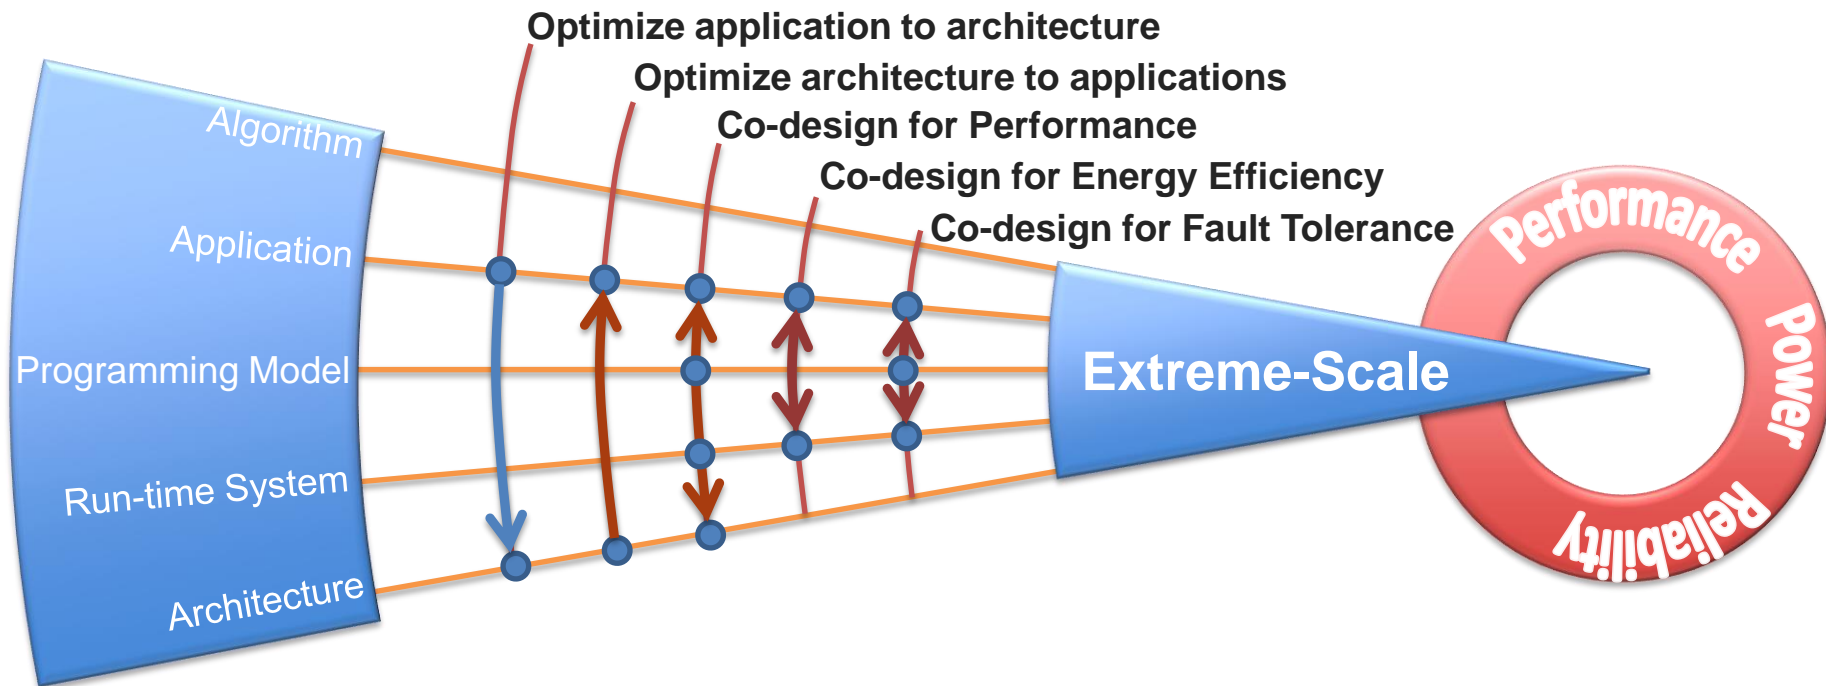 Optimize application to architecture
Optimize architecture to applications
Co-design for Performance
Co-design for Energy Efficiency
Co-design for Fault Tolerance
Algorithm
Application
Programming Model
Run-time System
Architecture
Extreme-Scale
Performance
Power
Reliability